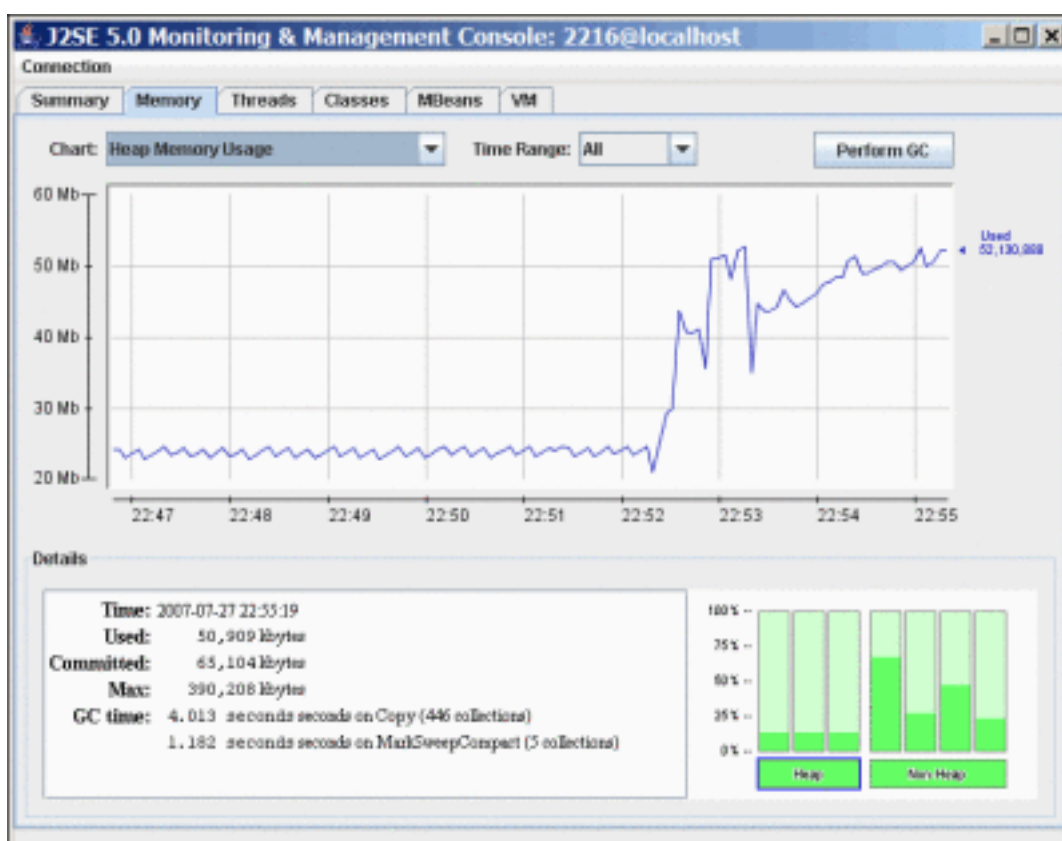 J2SE 5.0 Monitoring & Management Console: 2216@localhost
Connection
Summary Memory Threads Classes MBeans VM
Chart: Heap Memory Usage Time Range: All Perform GC
60 Mb
50 Mb
40 Mb
30 Mb
20 Mb
Used
52,130,888
22:47 22:48 22:49 22:50 22:51 22:52 22:53 22:54 22:55
Details
Time: 2007-07-27 22:55:19
Used: 50,909 kbytes
Committed: 65,104 kbytes
Max: 390,208 kbytes
GC time: 4.013 seconds seconds on Copy (446 collections)
1.182 seconds seconds on MarkSweepCompact (5 collections)
100% --
75% --
50% --
25% --
0% --
Heap Non-Heap